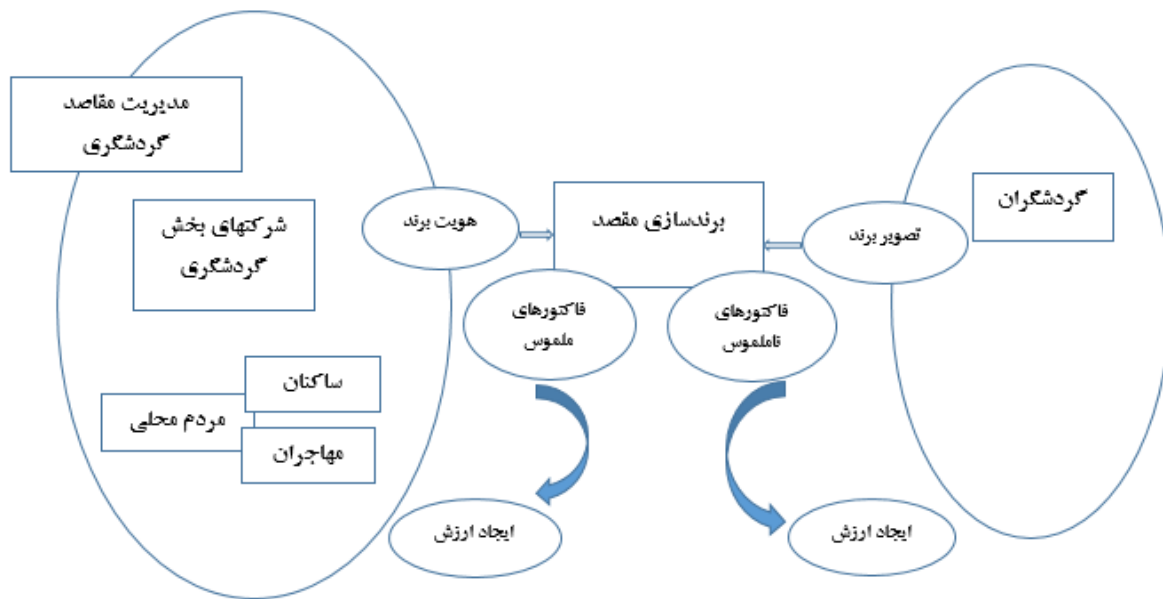 مدیریت مقاصد
گردشگری
شرکتهای بخش
گردشگری
ساکنان
مردم محلی
مهاجران
هویت برند
برندسازی مقصد
فاکتورهای
ملموس
فاکتورهای
ناملموس
تصویر برند
گردشگران
ایجاد ارزش
ایجاد ارزش